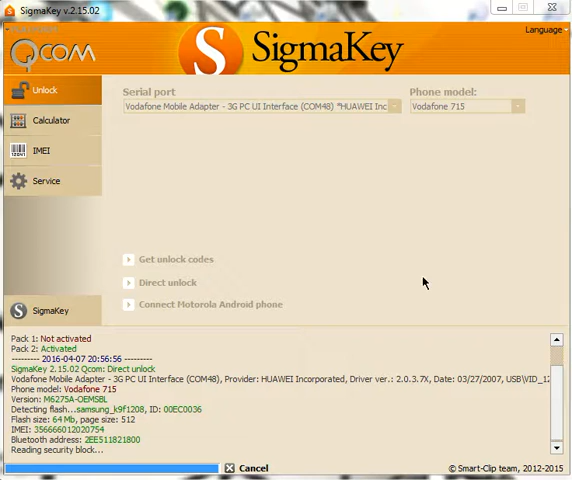 SigmaKey v.2.15.02
Language
QCOM
S SigmaKey
Unlock
Calculator
IMEI
Service
S SigmaKey
Serial port
Phone model:
Vodafone Mobile Adapter - 3G PC UI Interface (COM48) "HUAWEI Inc
Vodafone 715
Get unlock codes
Direct unlock
Connect Motorola Android phone
Pack 1: Not activated
Pack 2: Activated
--------- 2016-04-07 20:56:56 ---------
SigmaKey 2.15.02 Qcom: Direct unlock
Vodafone Mobile Adapter - 3G PC UI Interface (COM48), Provider: HUAWEI Incorporated, Driver ver.: 2.0.3.7X, Date: 03/27/2007, USB\VID_12
Phone model: Vodafone 715
Version: M6275A-OEMSBL
Detecting flash...samsung_k9f1208, ID: 00EC0036
Flash size: 64 Mb, page size: 512
IMEI: 356666012020754
Bluetooth address: 2EE511821800
Reading security block...
Cancel
© Smart-Clip team, 2012-2015